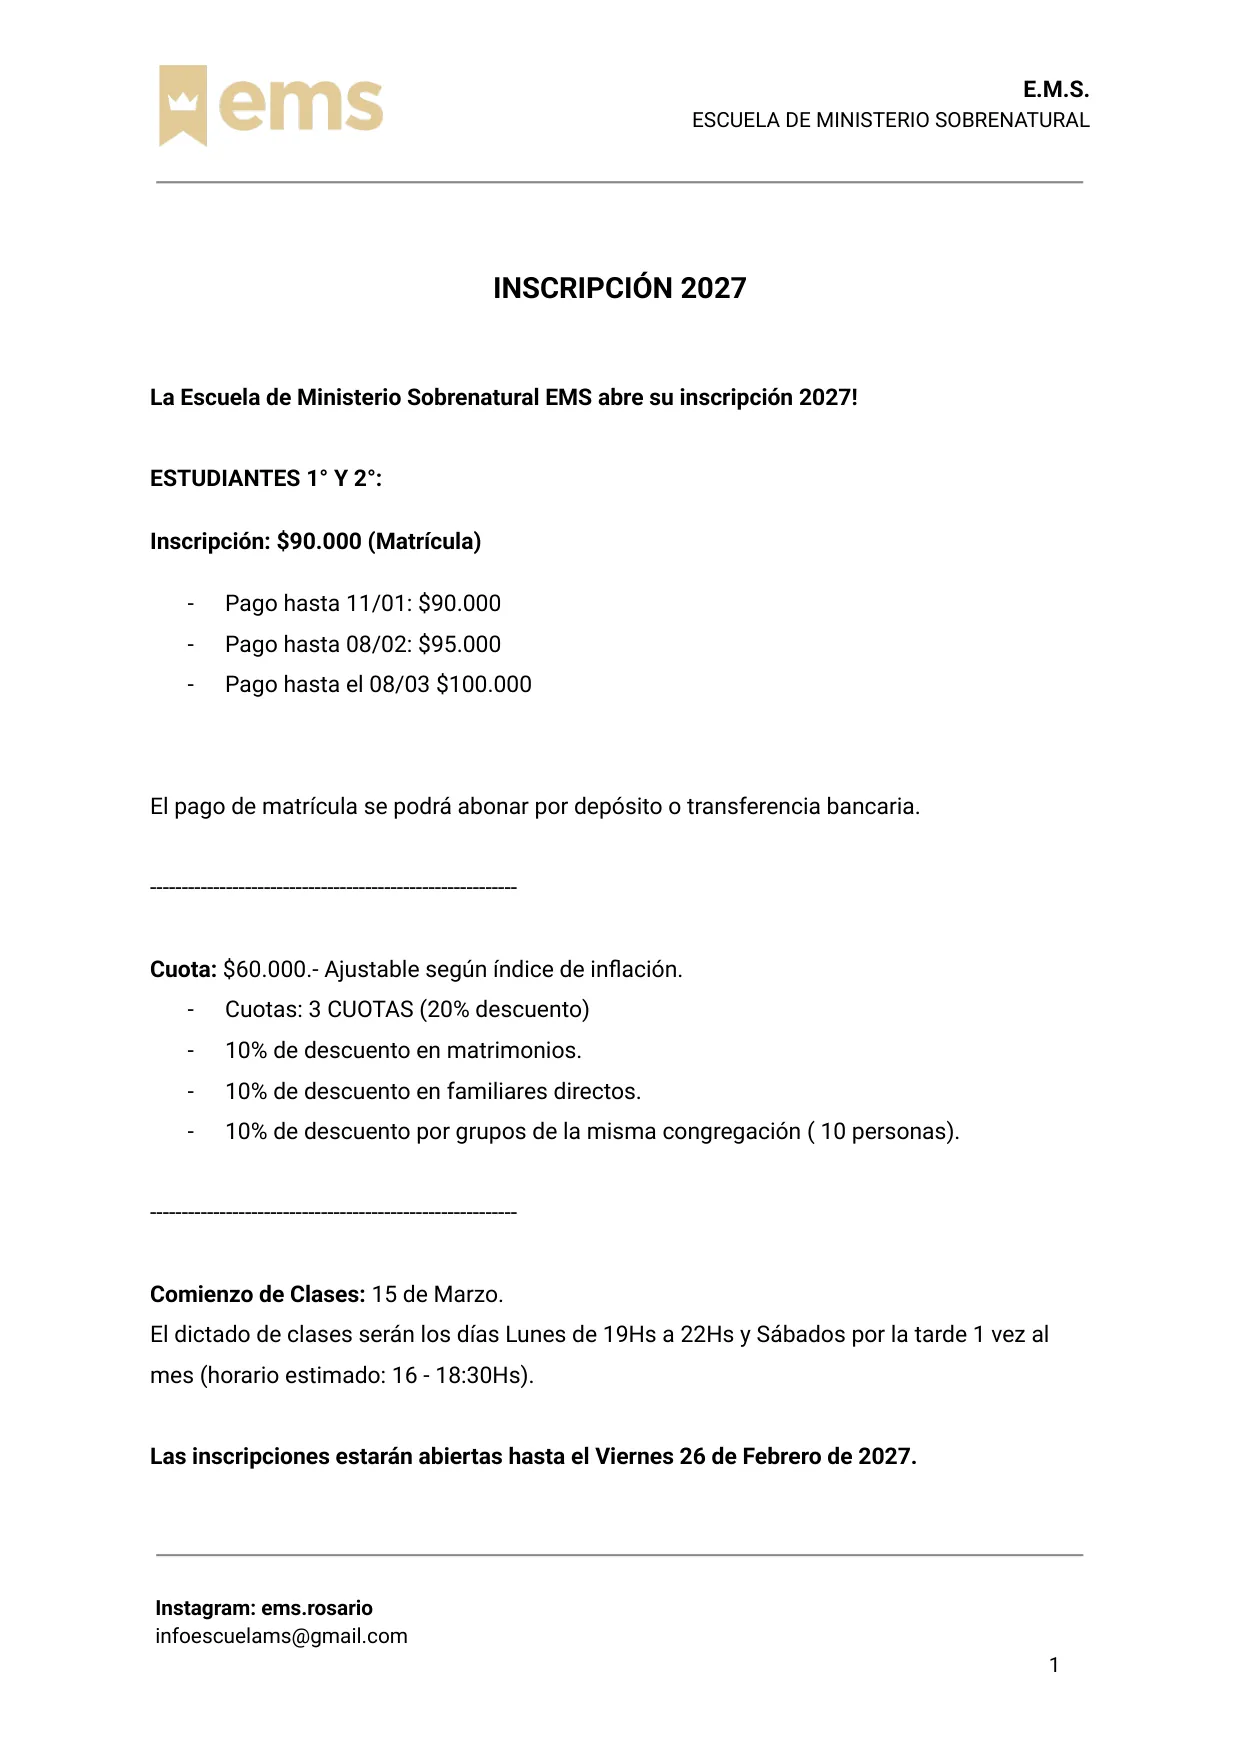 ems
E.M.S.
ESCUELA DE MINISTERIO SOBRENATURAL
INSCRIPCIÓN 2027
La Escuela de Ministerio Sobrenatural EMS abre su inscripción 2027!
ESTUDIANTES 1° Y 2°:
Inscripción: $90.000 (Matrícula)
- Pago hasta 11/01: $90.000
- Pago hasta 08/02: $95.000
- Pago hasta el 08/03 $100.000
El pago de matrícula se podrá abonar por depósito o transferencia bancaria.
----------------------------------------------------------
Cuota: $60.000.- Ajustable según índice de inflación.
- Cuotas: 3 CUOTAS (20% descuento)
- 10% de descuento en matrimonios.
- 10% de descuento en familiares directos.
- 10% de descuento por grupos de la misma congregación ( 10 personas).
----------------------------------------------------------
Comienzo de Clases: 15 de Marzo.
El dictado de clases serán los días Lunes de 19Hs a 22Hs y Sábados por la tarde 1 vez al
mes (horario estimado: 16 - 18:30Hs).
Las inscripciones estarán abiertas hasta el Viernes 26 de Febrero de 2027.
Instagram: ems.rosario
infoescuelams@gmail.com
1